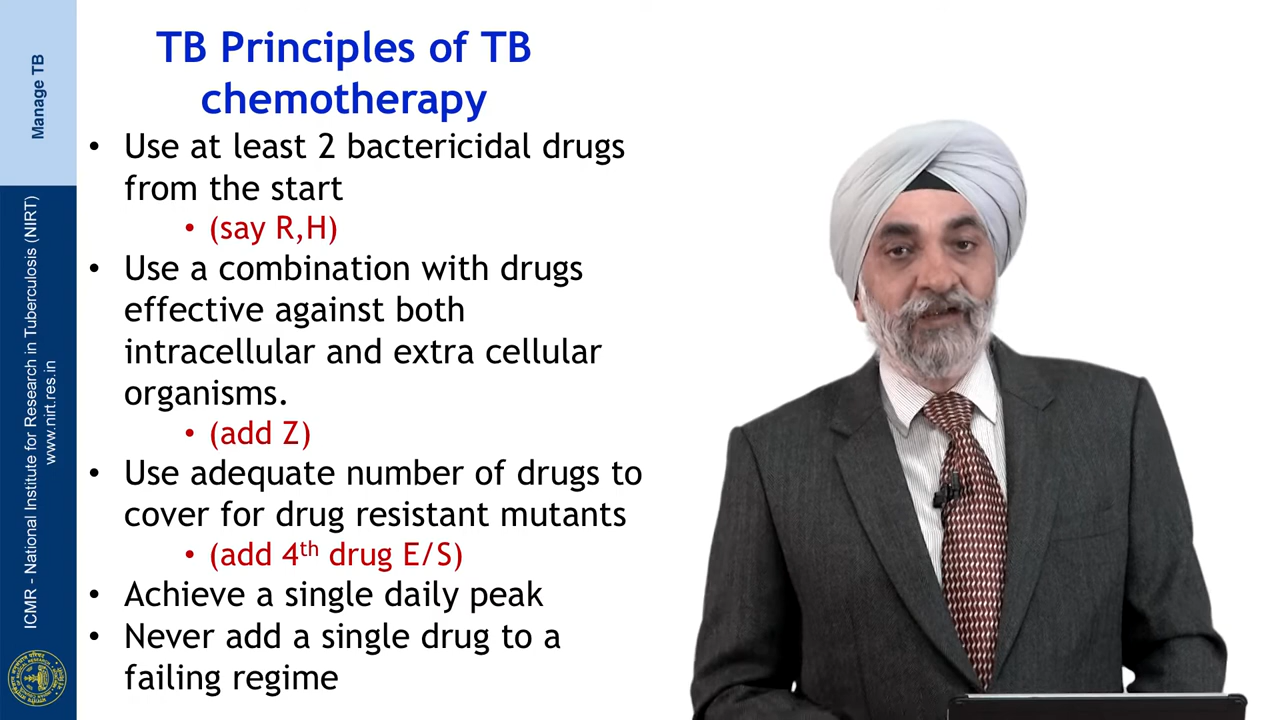 Manage TB
ICMR - National Institute for Research in Tuberculosis (NIRT)
www.nirt.res.in
TB Principles of TB
chemotherapy
• Use at least 2 bactericidal drugs
from the start
• (say R,H)
• Use a combination with drugs
effective against both
intracellular and extra cellular
organisms.
• (add Z)
• Use adequate number of drugs to
cover for drug resistant mutants
• (add 4th drug E/S)
• Achieve a single daily peak
• Never add a single drug to a
failing regime